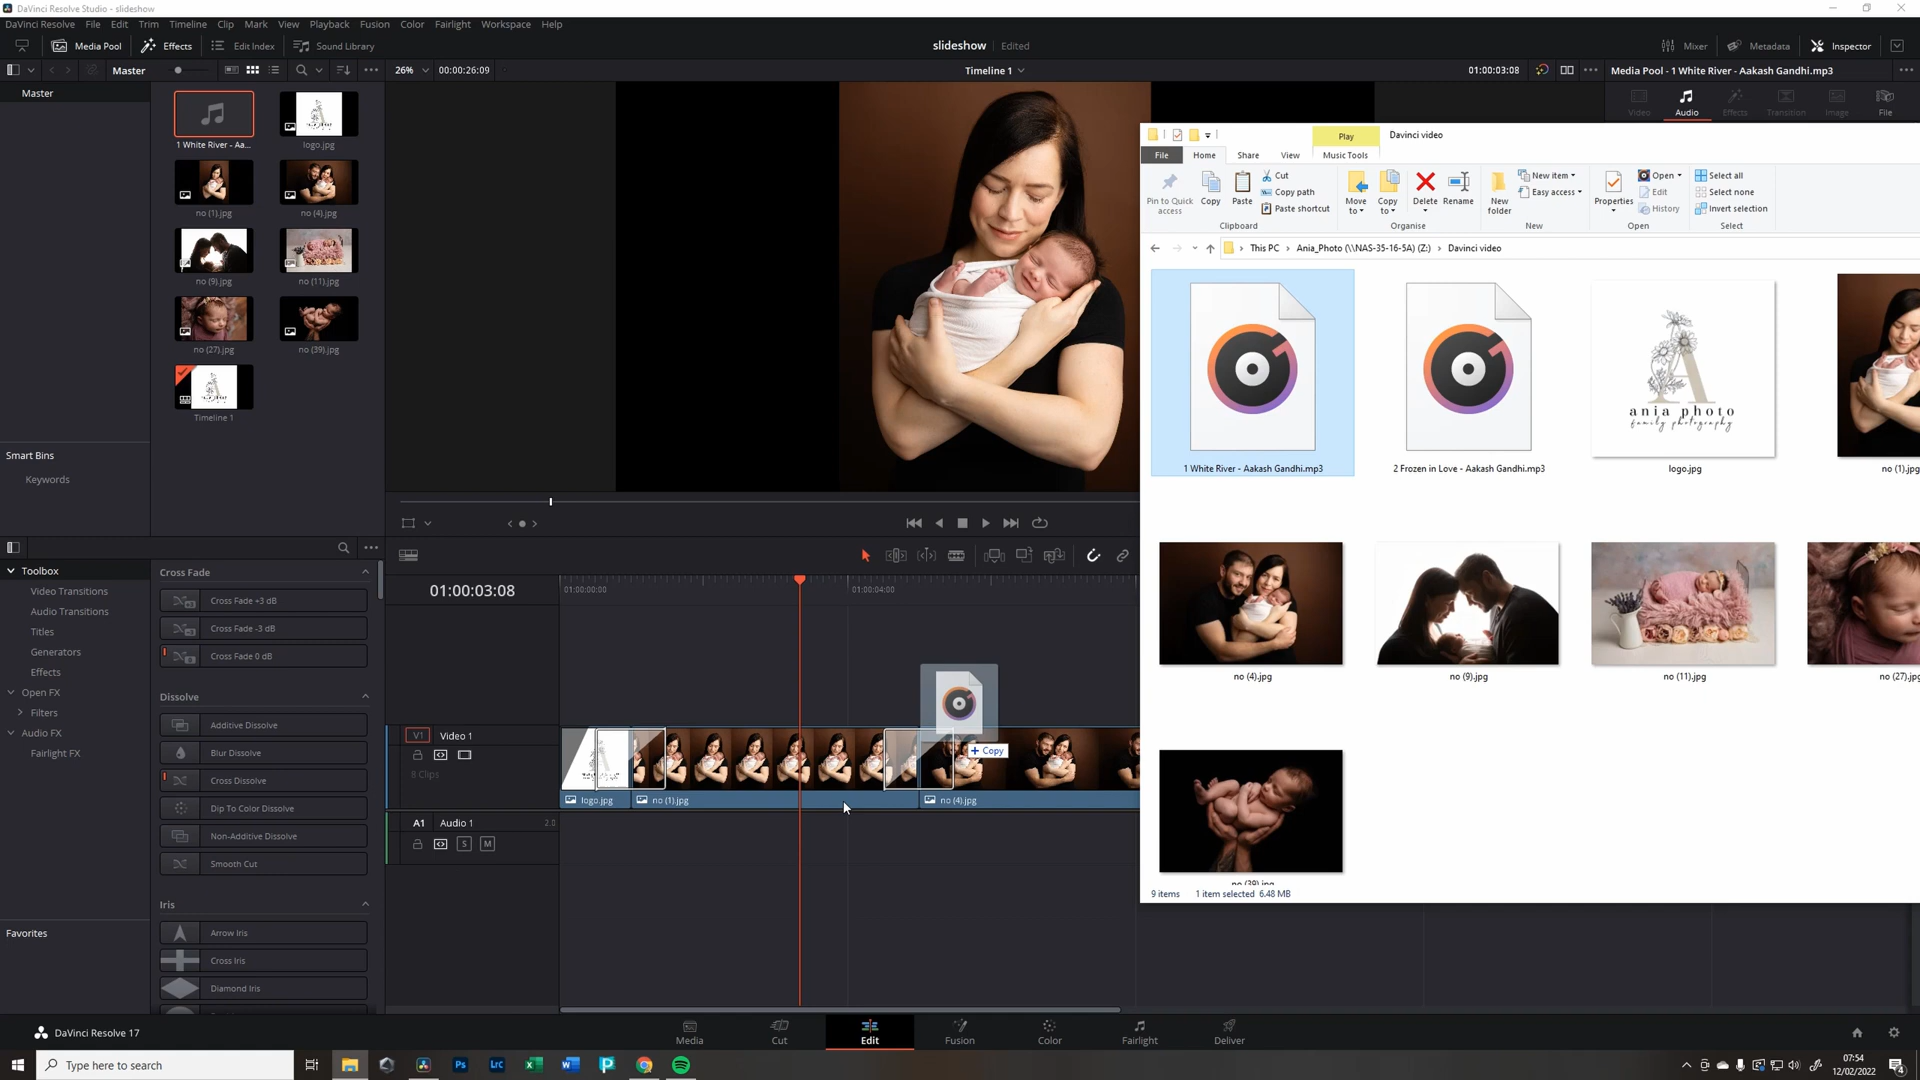 DaVinci Resolve Studio - slideshow
DaVinci Resolve File Edit Trim Timeline Clip Mark View Playback Fusion Color Fairlight Workspace Help
Media Pool Effects Edit Index Sound Library slideshow Edited Mixer Metadata Inspector
Master 26% 00:00:26:09 Timeline 1 01:00:03:08 Media Pool - 1 White River - Aakash Gandhi.mp3
Master
Video Audio Effects Transition Image File
1 White River - Aa... logo.jpg
no (1).jpg no (4).jpg
no (9).jpg no (11).jpg
no (27).jpg no (39).jpg
Timeline 1
Smart Bins
Keywords
Play Davinci video
File Home Share View Music Tools
Pin to Quick access Copy Paste Cut Copy path Paste shortcut
Move to Copy to Delete Rename
New folder New item Easy access
Properties Open Edit History
Select all Select none Invert selection
Clipboard Organise New Open Select
This PC Ania_Photo (\\NAS-35-16-5A) (Z:) Davinci video
ania photo
family photography
1 White River - Aakash Gandhi.mp3 2 Frozen in Love - Aakash Gandhi.mp3 logo.jpg no (1).jpg
no (4).jpg no (9).jpg no (11).jpg no (27).jpg
no (39).jpg
9 items 1 item selected 6.48 MB
Toolbox
Video Transitions
Audio Transitions
Titles
Generators
Effects
Open FX
Filters
Audio FX
Fairlight FX
Favorites
Cross Fade
Cross Fade +3 dB
Cross Fade -3 dB
Cross Fade 0 dB
Dissolve
Additive Dissolve
Blur Dissolve
Cross Dissolve
Dip To Color Dissolve
Non-Additive Dissolve
Smooth Cut
Iris
Arrow Iris
Cross Iris
Diamond Iris
01:00:03:08 01:00:00:00 01:00:04:00
V1 Video 1
8 Clips
+ Copy
logo.jpg no (1).jpg no (4).jpg
A1 Audio 1 2.0
S M
DaVinci Resolve 17
Media Cut Edit Fusion Color Fairlight Deliver
Type here to search
Ps Lrc
07:54
12/02/2022
4